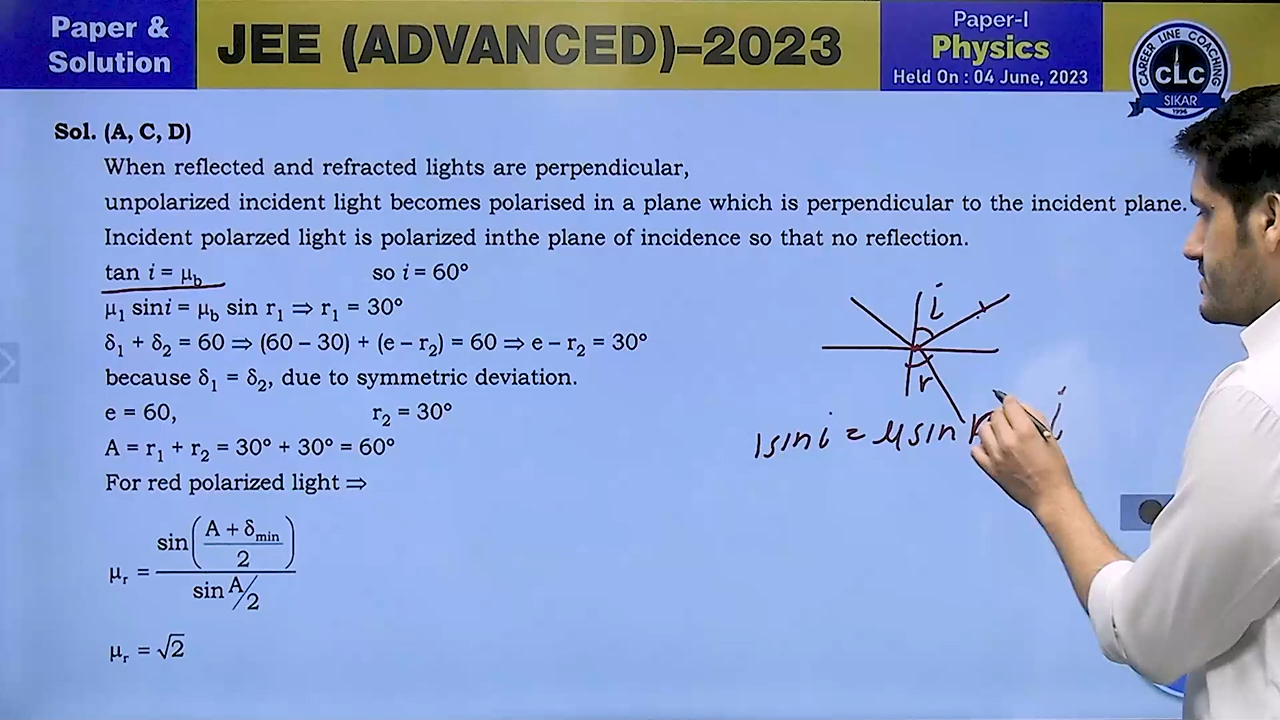 Paper &
Solution
JEE (ADVANCED)–2023
Paper-I
Physics
Held On : 04 June, 2023
CAREER LINE COACHING
CLC
SIKAR
1996
Sol. (A, C, D)
When reflected and refracted lights are perpendicular,
unpolarized incident light becomes polarised in a plane which is perpendicular to the incident plane.
Incident polarzed light is polarized inthe plane of incidence so that no reflection.
tan i = μb so i = 60°
μ1 sini = μb sin r1 ⇒ r1 = 30°
δ1 + δ2 = 60 ⇒ (60 – 30) + (e – r2) = 60 ⇒ e – r2 = 30°
because δ1 = δ2, due to symmetric deviation.
e = 60, r2 = 30°
A = r1 + r2 = 30° + 30° = 60°
For red polarized light ⇒
μr = sin((A + δmin)/2) / sin A/2
μr = √2
i
r
1 sin i = μ sin
i